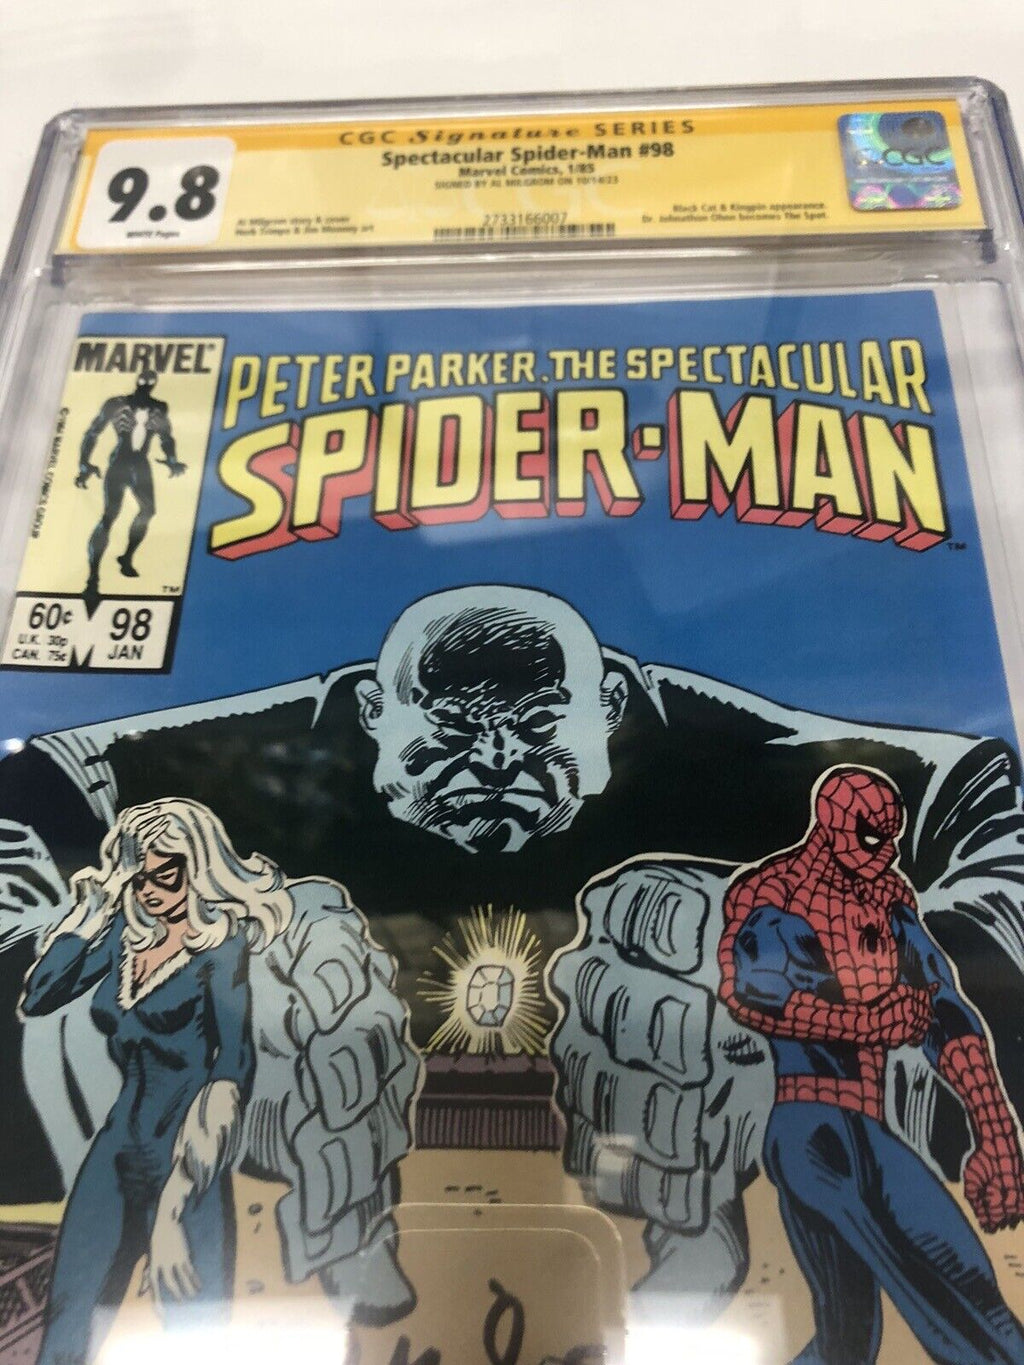 CGC Signature SERIES
9.8
WHITE Pages
Spectacular Spider-Man #98
Marvel Comics, 1/85
SIGNED BY AL MILGROM ON 10/14/23
2733166007
Al Milgrom story & cover
Herb Trimpe & Jim Mooney art
Black Cat & Kingpin appearance.
Dr. Johnathon Ohnn becomes The Spot.
CGC
MARVEL
PETER PARKER, THE SPECTACULAR
SPIDER-MAN
TM
TM
60¢
U.K. 30p
CAN. 75¢
98
JAN